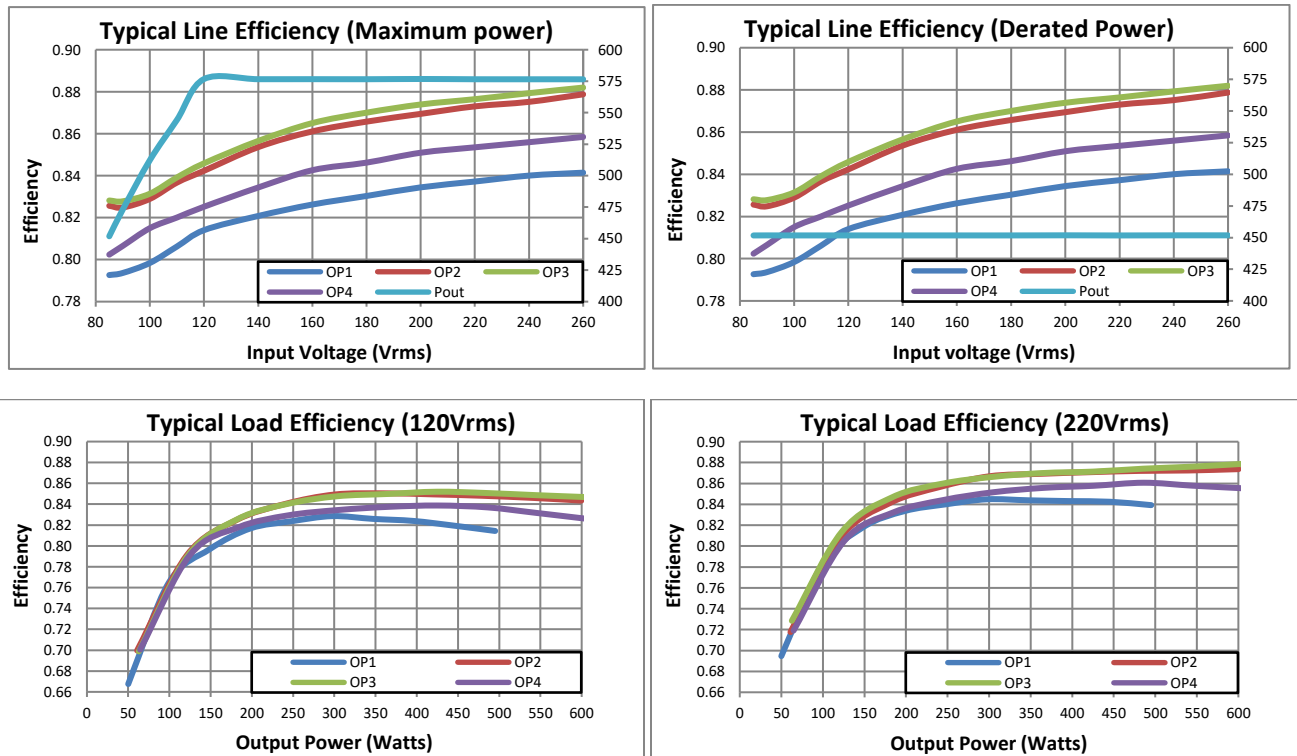 Typical Line Efficiency (Maximum power)
0.90
0.88
0.86
0.84
0.82
0.80
0.78
600
575
550
525
500
475
450
425
400
Efficiency
OP1 OP2 OP3
OP4 Pout
80 100 120 140 160 180 200 220 240 260
Input Voltage (Vrms)
Typical Line Efficiency (Derated Power)
0.90
0.88
0.86
0.84
0.82
0.80
0.78
600
575
550
525
500
475
450
425
400
Efficiency
OP1 OP2 OP3
OP4 Pout
80 100 120 140 160 180 200 220 240 260
Input voltage (Vrms)
Typical Load Efficiency (120Vrms)
0.90
0.88
0.86
0.84
0.82
0.80
0.78
0.76
0.74
0.72
0.70
0.68
0.66
Efficiency
OP1 OP2
OP3 OP4
0 50 100 150 200 250 300 350 400 450 500 550 600
Output Power (Watts)
Typical Load Efficiency (220Vrms)
0.90
0.88
0.86
0.84
0.82
0.80
0.78
0.76
0.74
0.72
0.70
0.68
0.66
Efficiency
OP1 OP2
OP3 OP4
0 50 100 150 200 250 300 350 400 450 500 550 600
Output Power (Watts)